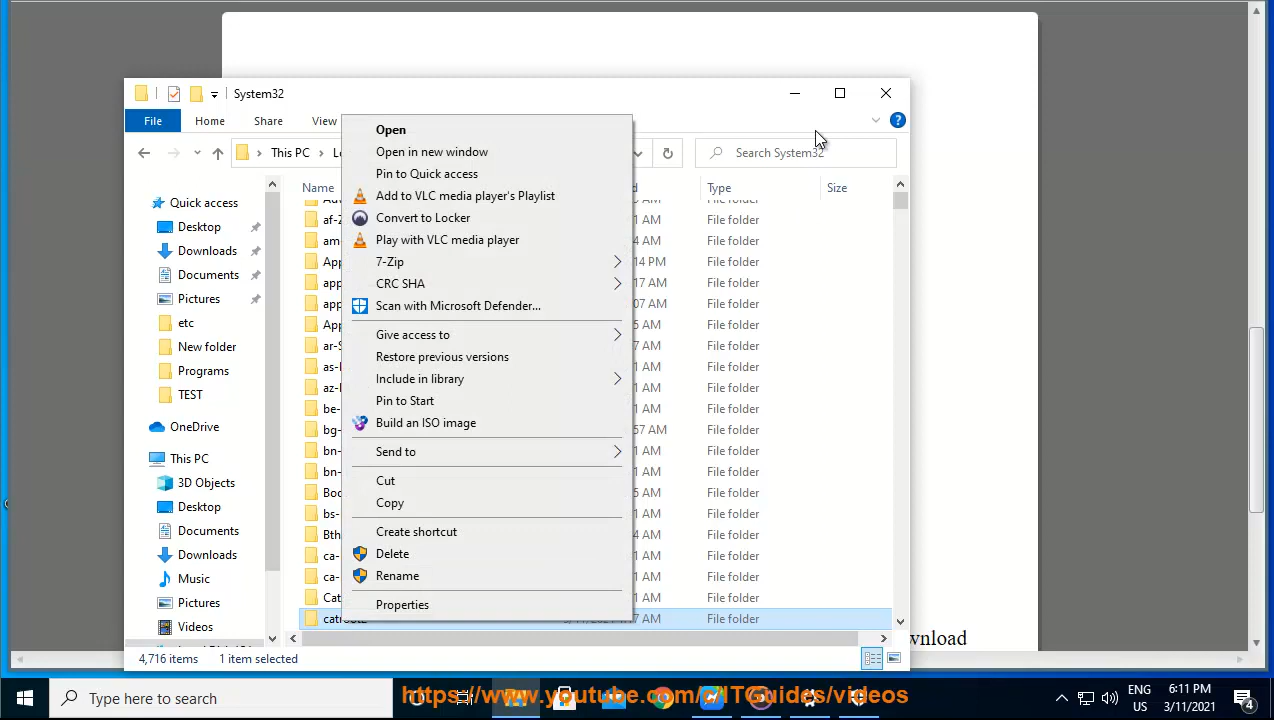 System32
File
Home
Share
View
This PC
Search System32
Name
Type
Size
Quick access
Desktop
Downloads
Documents
Pictures
etc
New folder
Programs
TEST
OneDrive
This PC
3D Objects
Desktop
Documents
Downloads
Music
Pictures
Videos
Open
Open in new window
Pin to Quick access
Add to VLC media player's Playlist
Convert to Locker
Play with VLC media player
7-Zip
CRC SHA
Scan with Microsoft Defender...
Give access to
Restore previous versions
Include in library
Pin to Start
Build an ISO image
Send to
Cut
Copy
Create shortcut
Delete
Rename
Properties
af-
1 AM File folder
am-
4 AM File folder
App
14 PM File folder
app
17 AM File folder
app
07 AM File folder
App
5 AM File folder
ar-S
7 AM File folder
as-
1 AM File folder
az-
1 AM File folder
be-
1 AM File folder
bg-
57 AM File folder
bn-
1 AM File folder
bn-
1 AM File folder
Boo
5 AM File folder
bs-
1 AM File folder
Bth
4 AM File folder
ca-
1 AM File folder
ca-
1 AM File folder
Cat
1 AM File folder
7 AM File folder
4,716 items
1 item selected
wnload
Type here to search
https://www.youtube.com/c/ITGuides/videos
ENG
US
6:11 PM
3/11/2021
4